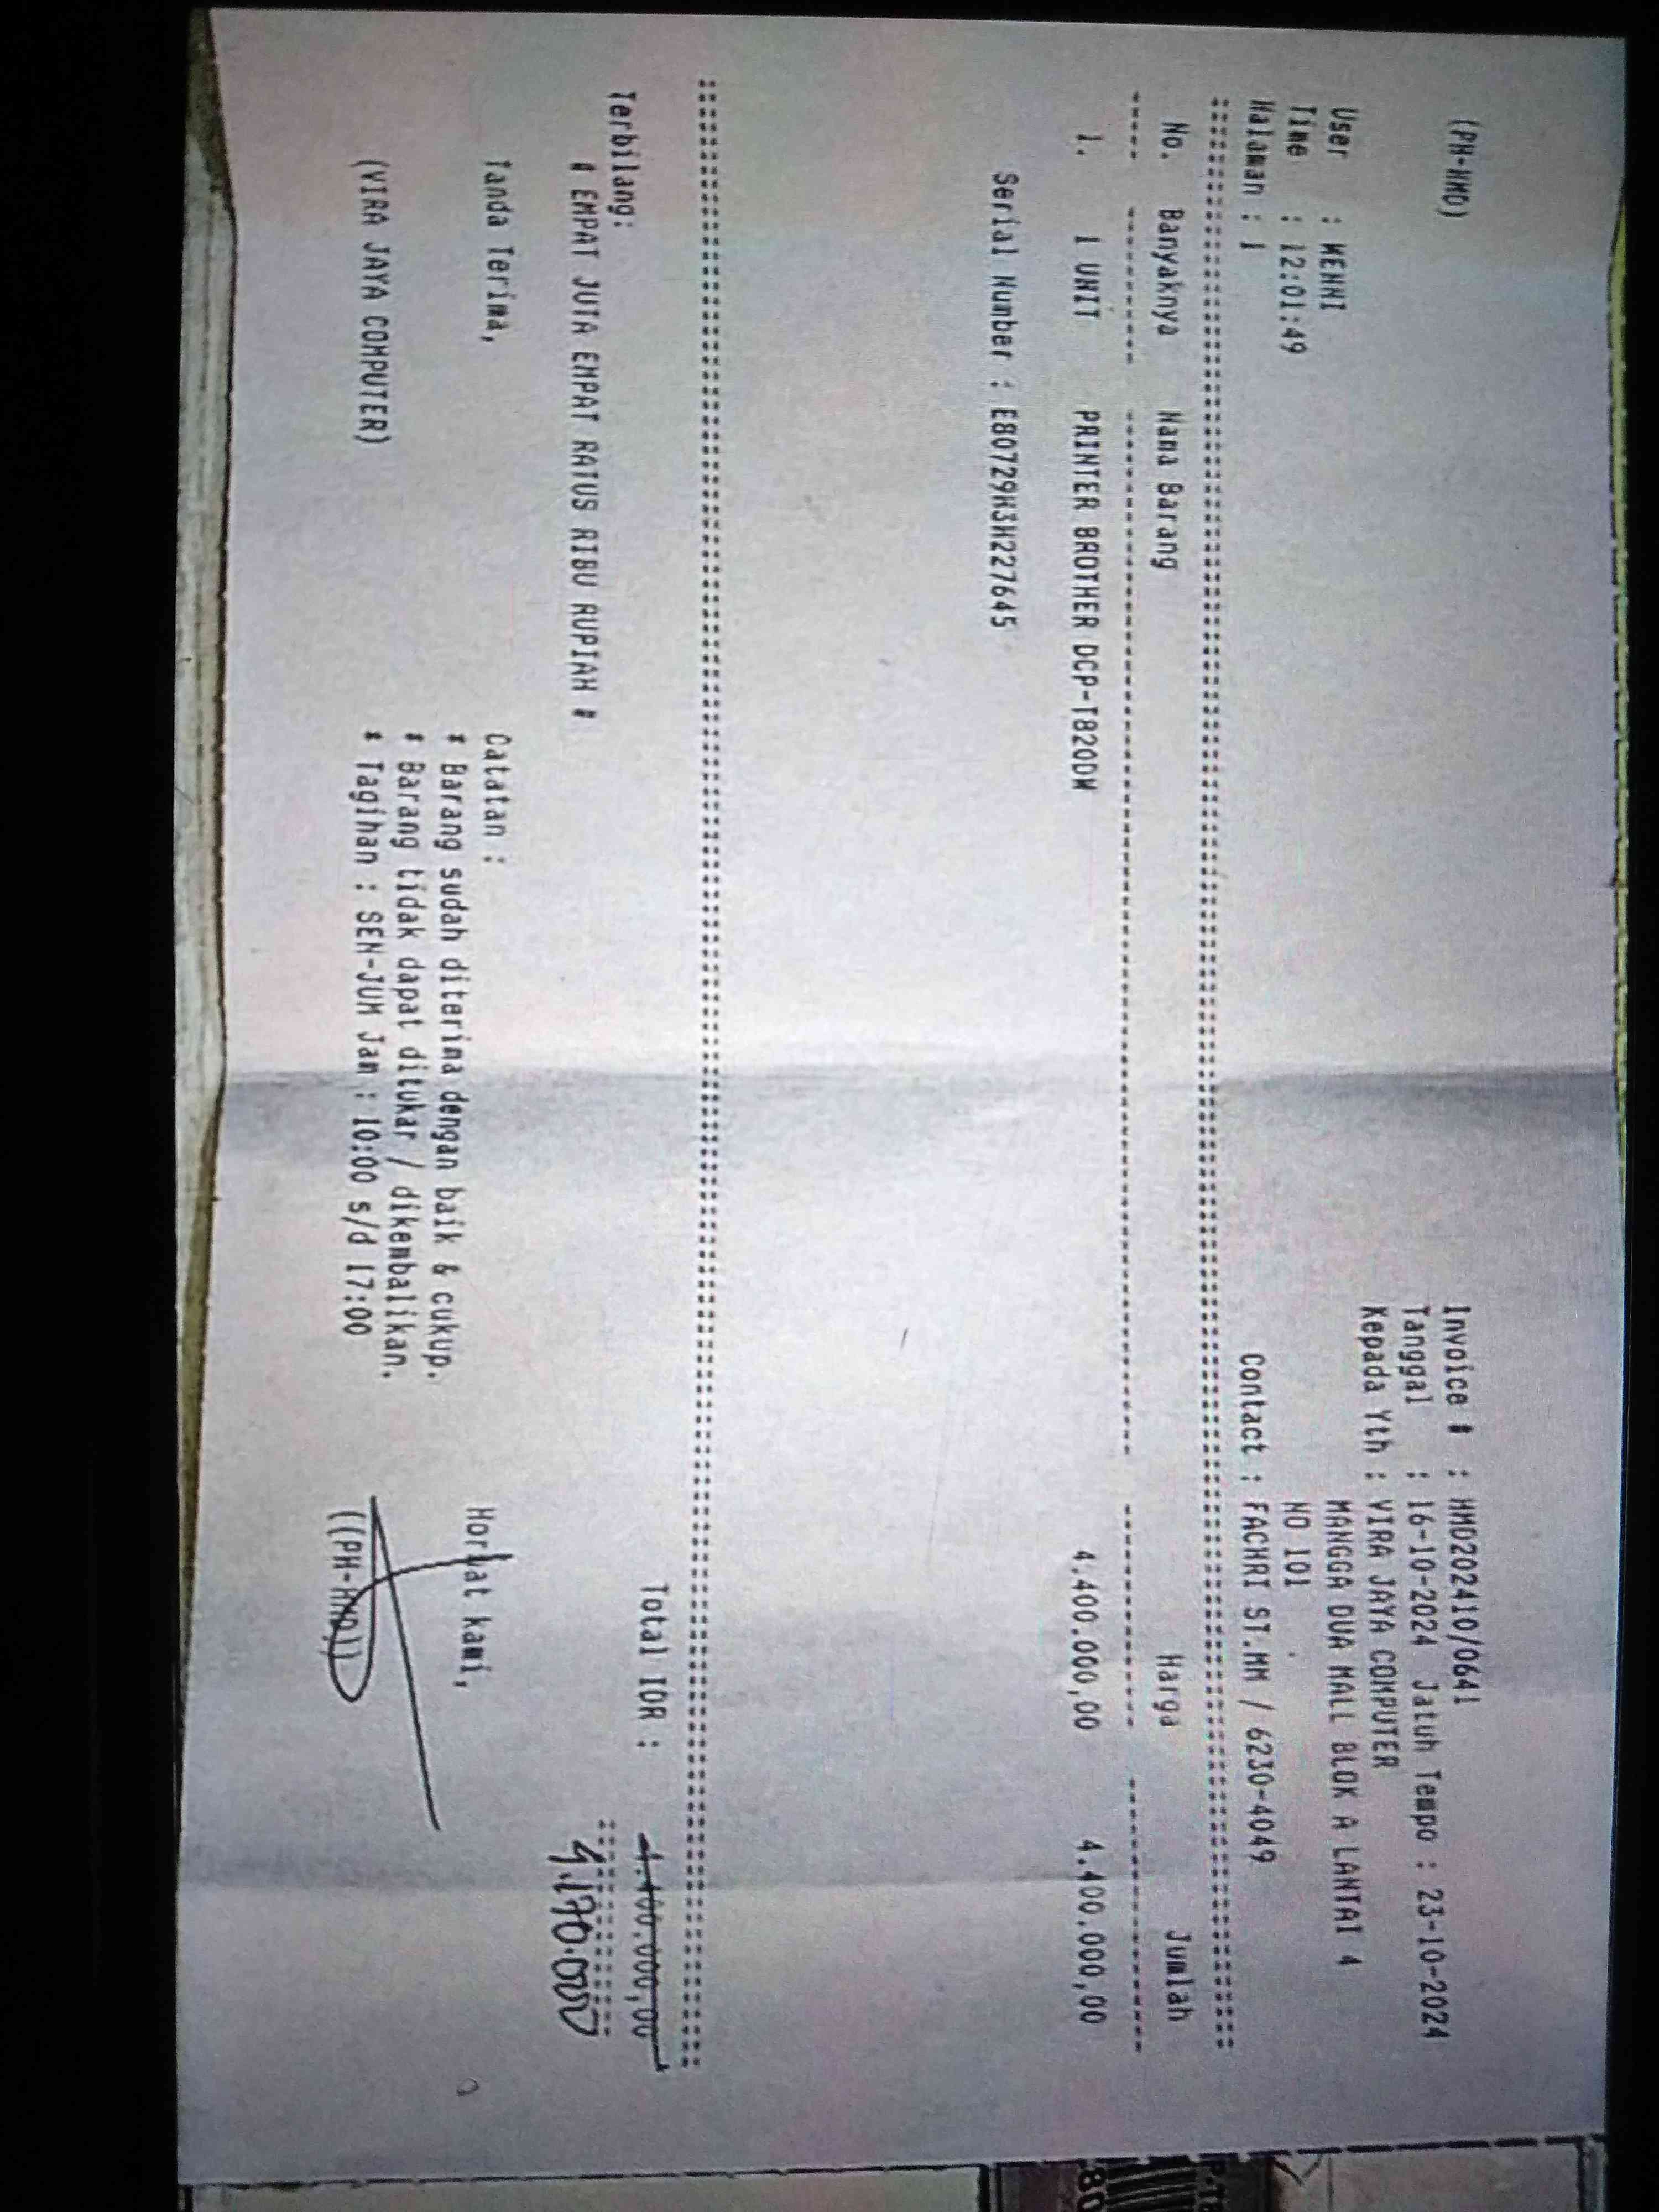 (PH-HMD)
Invoice # : HMD202410/0641
Tanggal : 16-10-2024 Jatuh Tempo : 23-10-2024
Kepada Yth : VIRA JAYA COMPUTER
MANGGA DUA MALL BLOK A LANTAI 4
NO 101
Contact : FACHRI ST.MM / 6230-4049
User : MENNI
Time : 12:01:49
Halaman : 1
No. Banyaknya Nama Barang Harga Jumlah
1. 1 UNIT PRINTER BROTHER DCP-T820DW 4.400.000,00 4.400.000,00
Serial Number : E80729H3H227645
Total IDR : 4.400.000,00
4.170.000
Terbilang:
# EMPAT JUTA EMPAT RATUS RIBU RUPIAH #
Tanda Terima,
Catatan :
* Barang sudah diterima dengan baik & cukup.
* Barang tidak dapat ditukar / dikembalikan.
* Tagihan : SEN-JUM Jam : 10:00 s/d 17:00
Hormat kami,
(VIRA JAYA COMPUTER)
((PH-HMD))